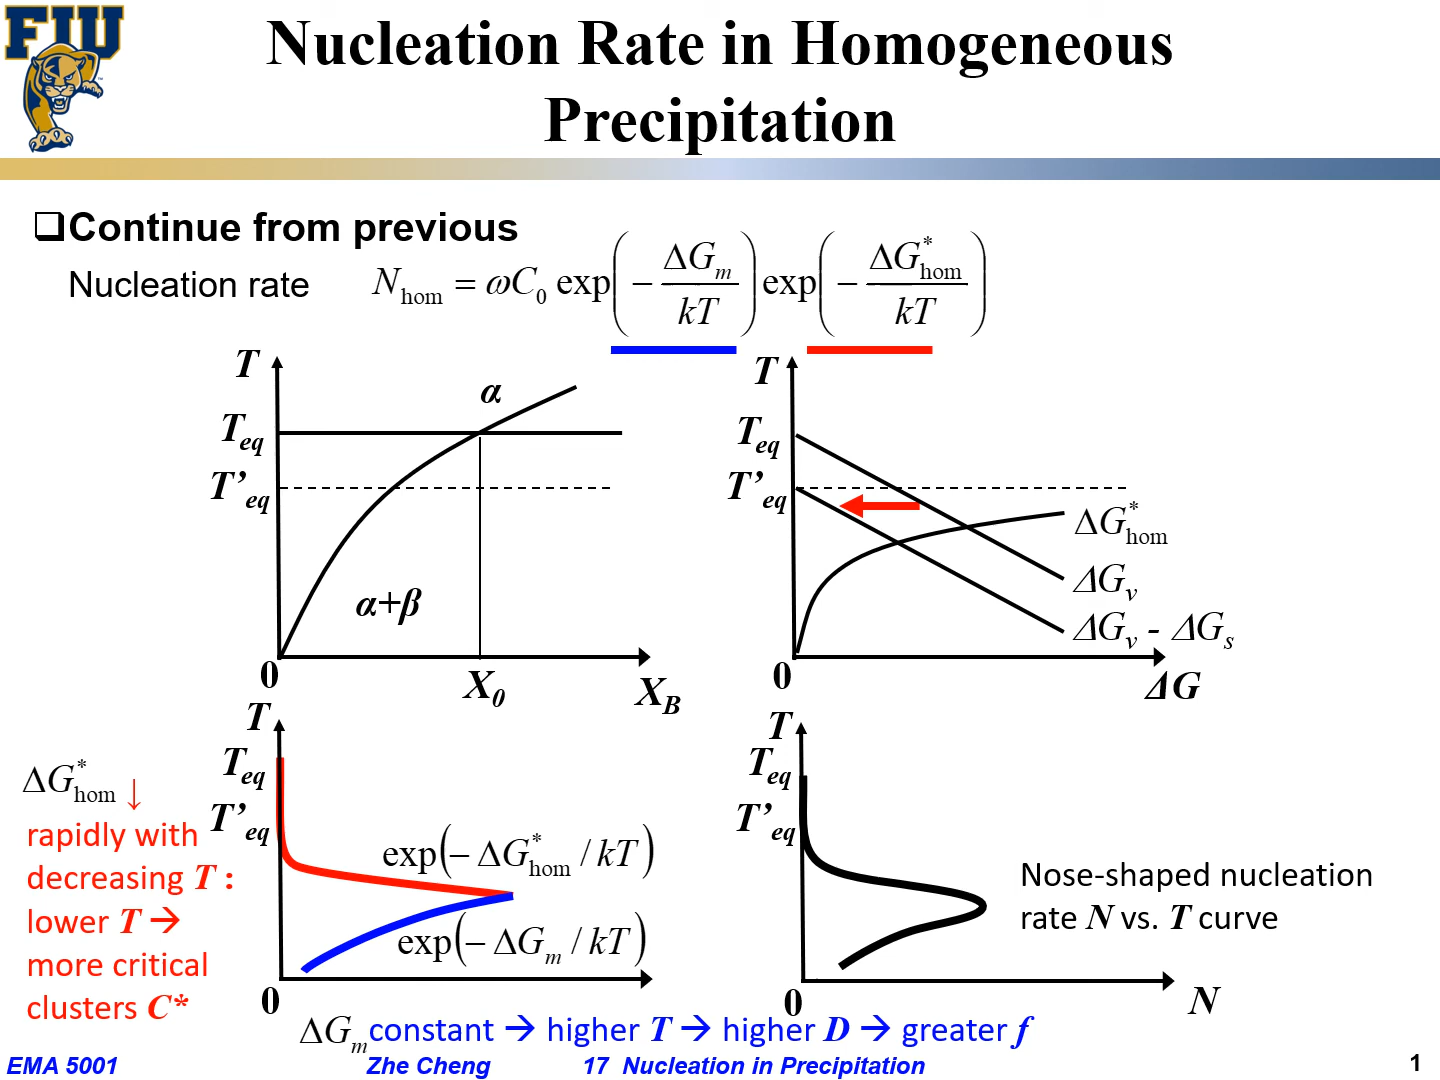 FIU
Nucleation Rate in Homogeneous
Precipitation
❑Continue from previous
Nucleation rate N_hom = ωC_0 exp(− ΔG_m / kT) exp(− ΔG*_hom / kT)
T
α
T_eq
T'_eq
α+β
0
X_0
X_B
T
T_eq
T'_eq
ΔG*_hom
ΔG_v
ΔG_v - ΔG_s
0
ΔG
ΔG*_hom ↓
rapidly with
decreasing T :
lower T →
more critical
clusters C*
T
T_eq
T'_eq
exp(− ΔG*_hom / kT)
exp(− ΔG_m / kT)
0
T
T_eq
T'_eq
Nose-shaped nucleation
rate N vs. T curve
0
N
ΔG_m constant → higher T → higher D → greater f
EMA 5001 Zhe Cheng 17 Nucleation in Precipitation 1